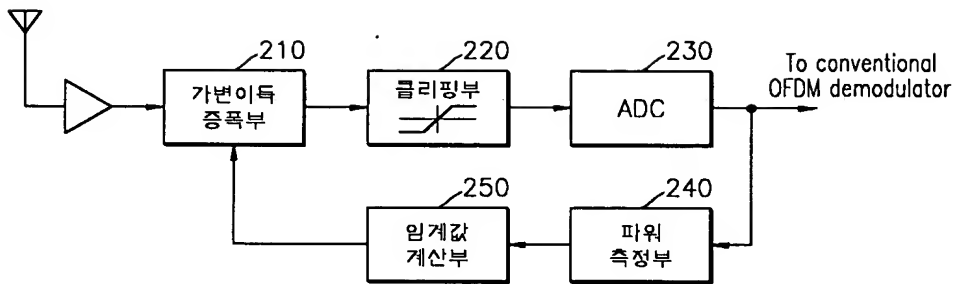 210
가변이득
증폭부
220
클리핑부
230
ADC
To conventional
OFDM demodulator
250
임계값
계산부
240
파워
측정부